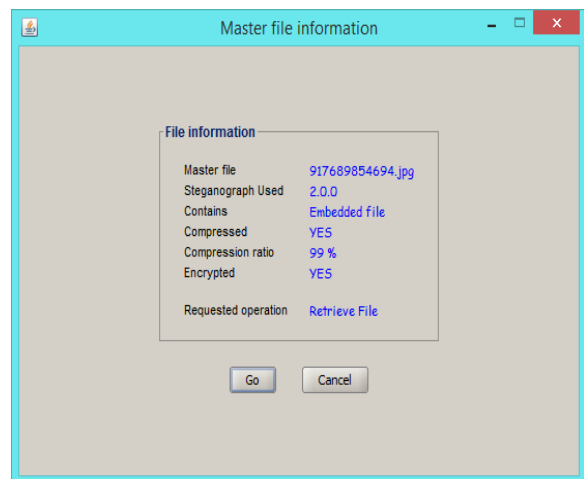 Master file information
File information
Master file 917689854694.jpg
Steganograph Used 2.0.0
Contains Embedded file
Compressed YES
Compression ratio 99 %
Encrypted YES
Requested operation Retrieve File
Go Cancel